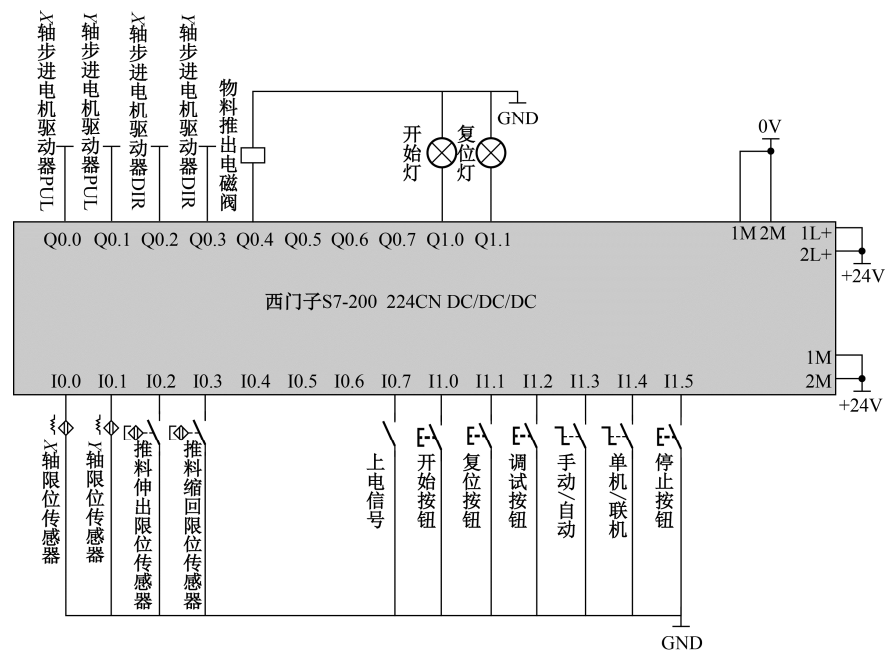 X轴步进电机驱动器PUL
Y轴步进电机驱动器PUL
X轴步进电机驱动器DIR
Y轴步进电机驱动器DIR
物料推出电磁阀
开始灯
复位灯
GND
0V
Q0.0 Q0.1 Q0.2 Q0.3 Q0.4 Q0.5 Q0.6 Q0.7 Q1.0 Q1.1
1M 2M
1L+
2L+
+24V
西门子S7-200 224CN DC/DC/DC
1M
2M
+24V
I0.0 I0.1 I0.2 I0.3 I0.4 I0.5 I0.6 I0.7 I1.0 I1.1 I1.2 I1.3 I1.4 I1.5
X轴限位传感器
Y轴限位传感器
推料伸出限位传感器
推料缩回限位传感器
上电信号
开始按钮
复位按钮
调试按钮
手动/自动
单机/联机
停止按钮
GND